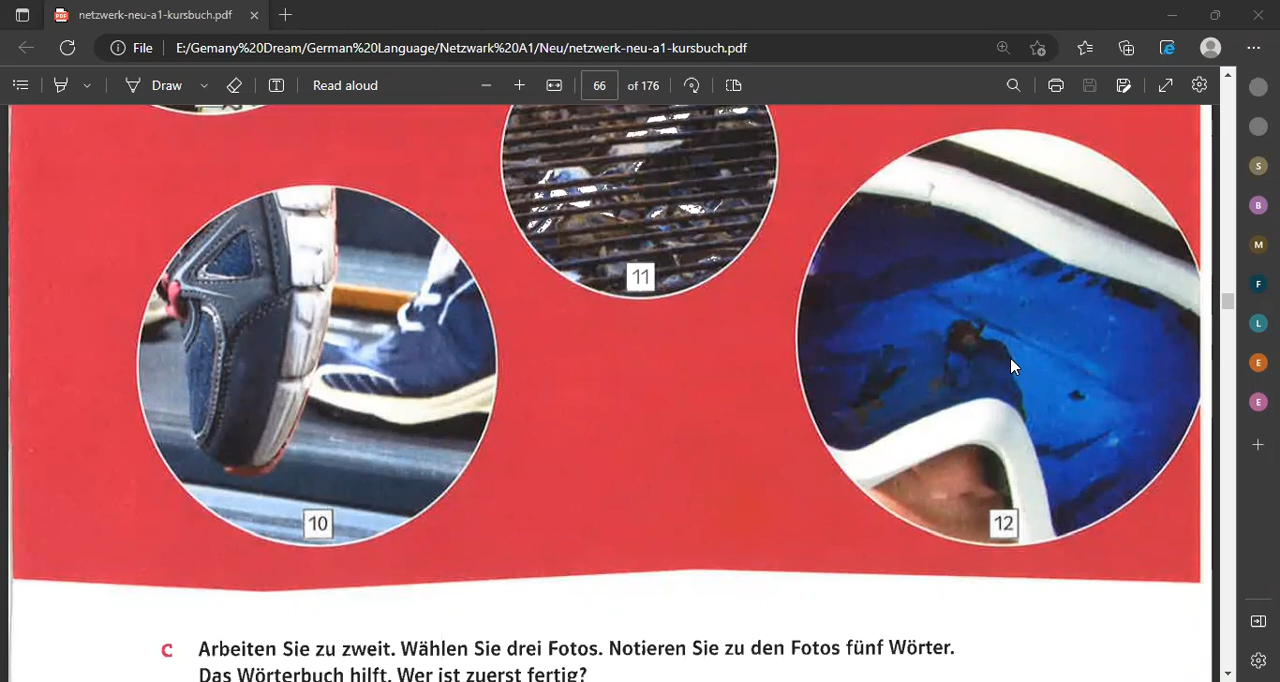 netzwerk-neu-a1-kursbuch.pdf
File
E:/Gemany%20Dream/German%20Language/Netzwark%20A1/Neu/netzwerk-neu-a1-kursbuch.pdf
Draw
Read aloud
66 of 176
S
B
M
F
L
E
E
11
10
12
C Arbeiten Sie zu zweit. Wählen Sie drei Fotos. Notieren Sie zu den Fotos fünf Wörter.
Das Wörterbuch hilft. Wer ist zuerst fertig?